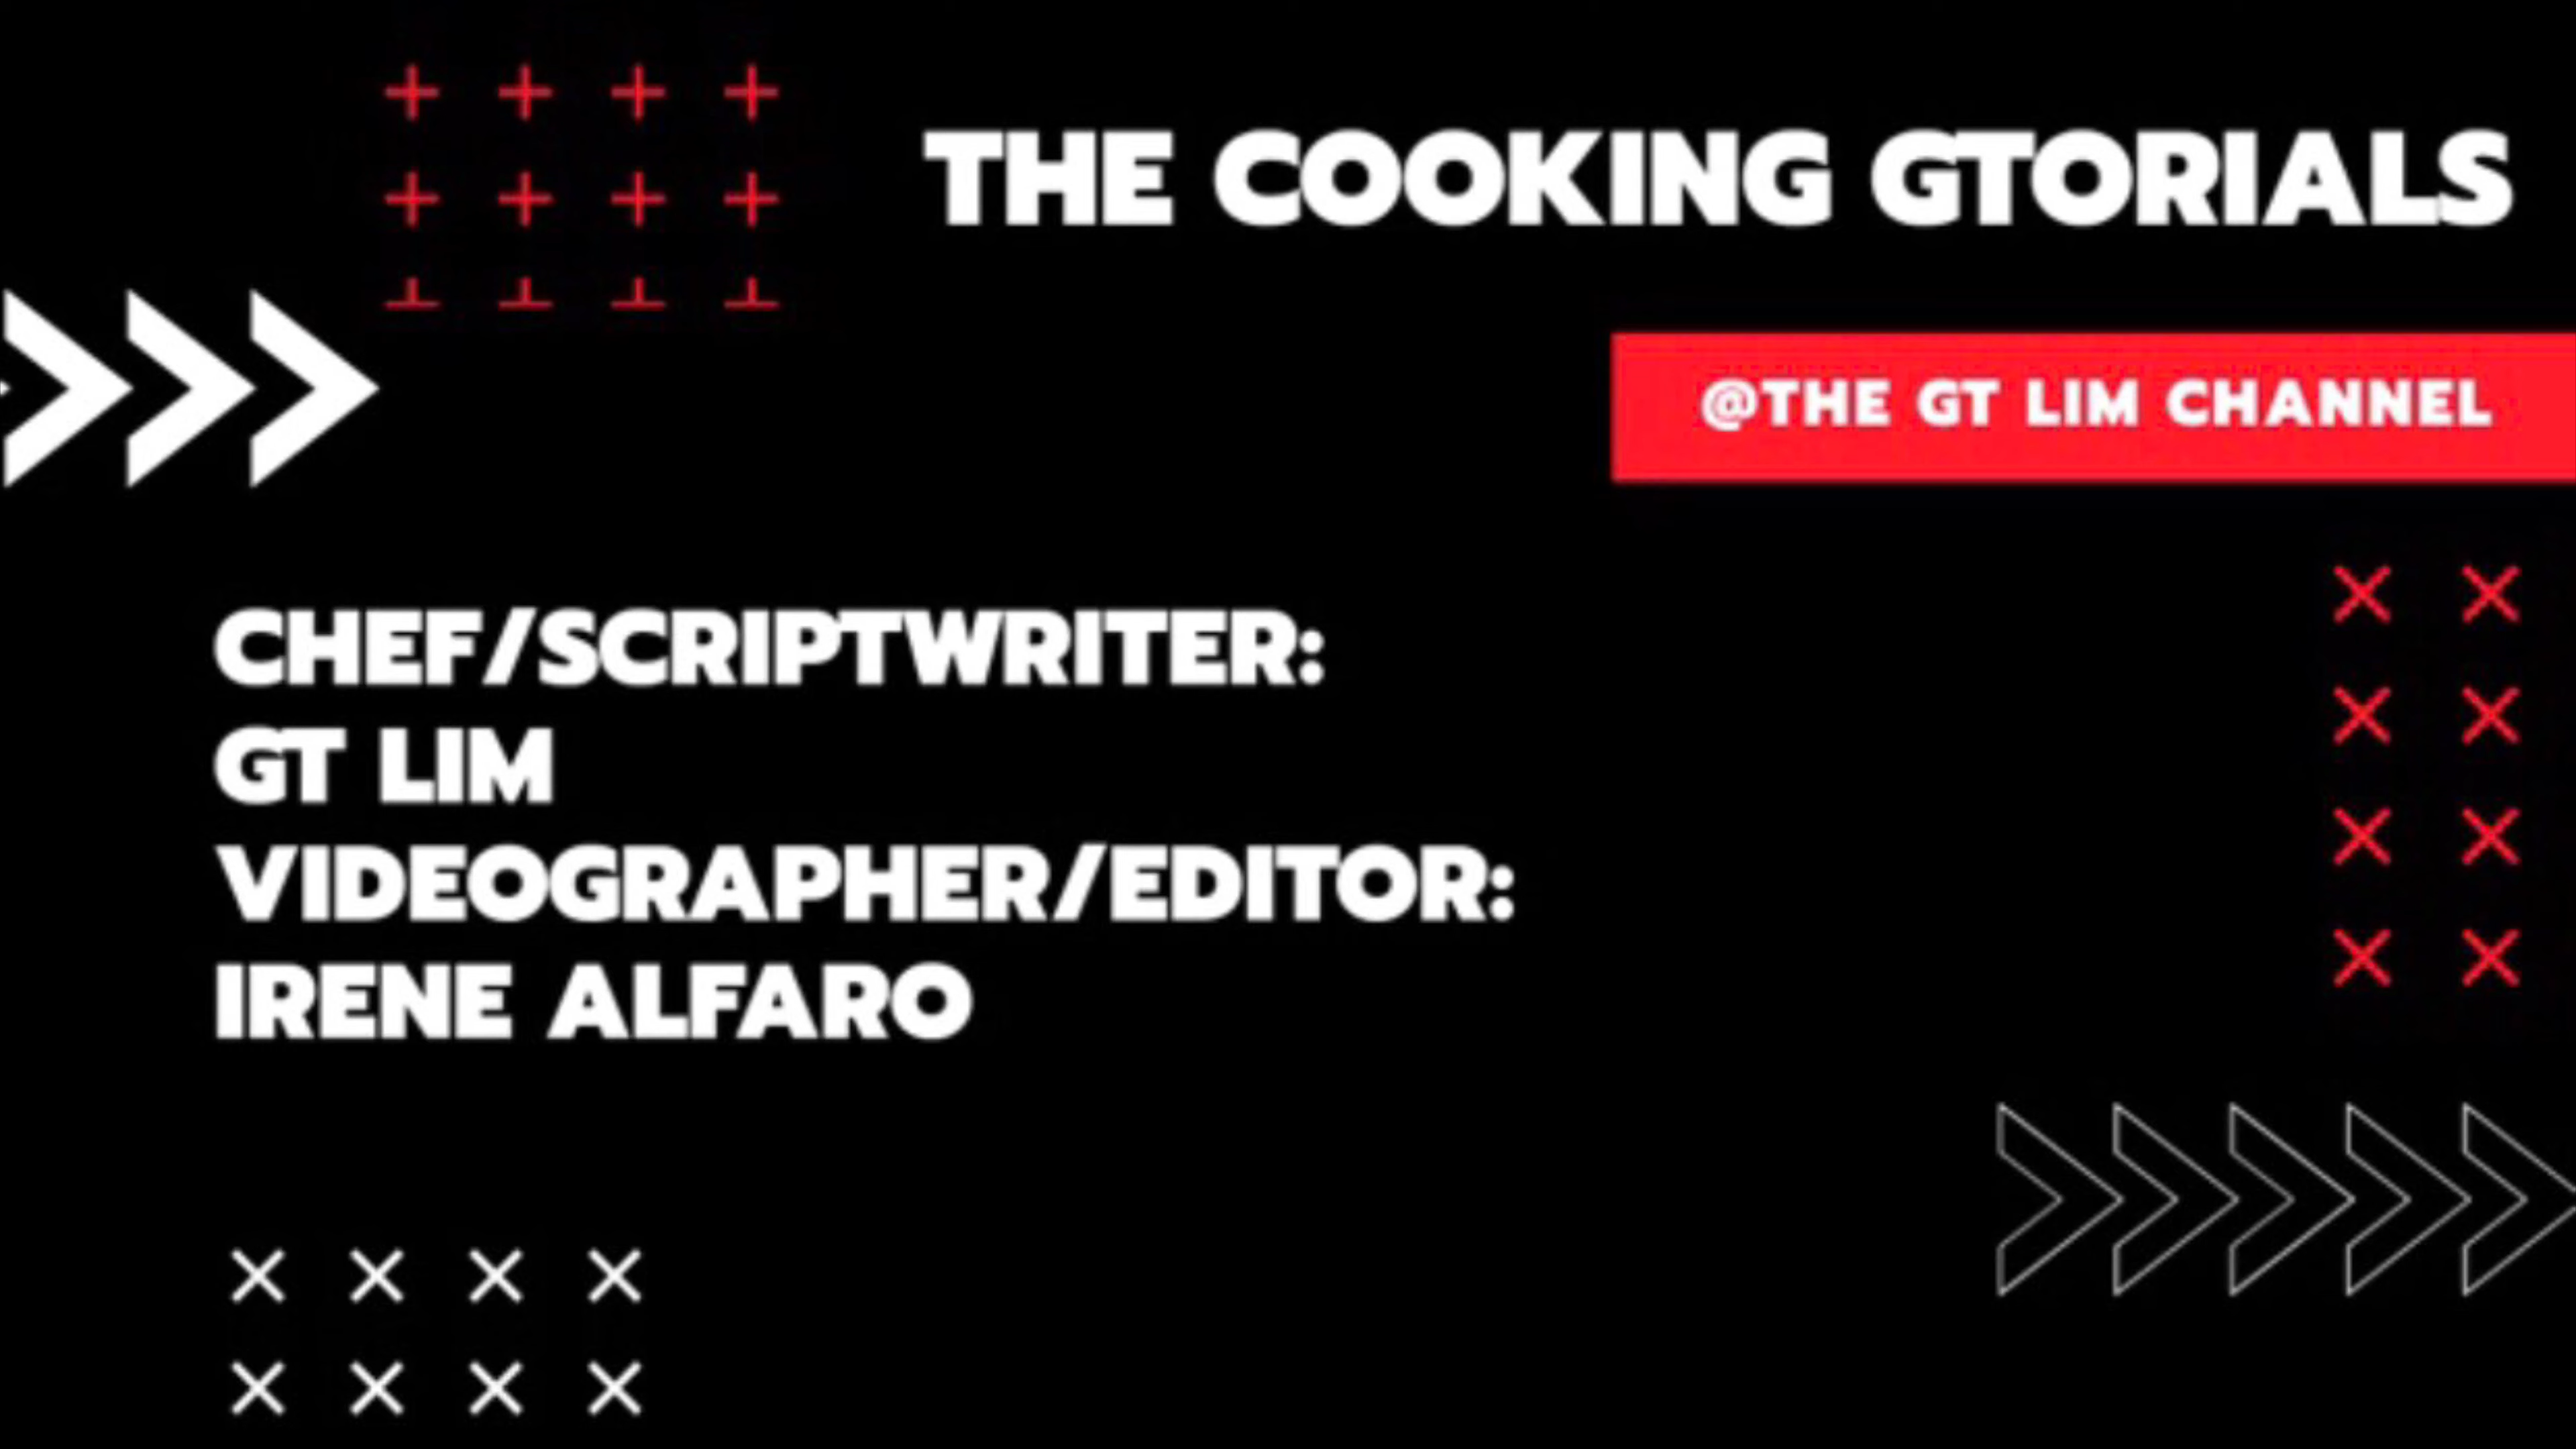 THE COOKING GTORIALS
@THE GT LIM CHANNEL
CHEF/SCRIPTWRITER:
GT LIM
VIDEOGRAPHER/EDITOR:
IRENE ALFARO